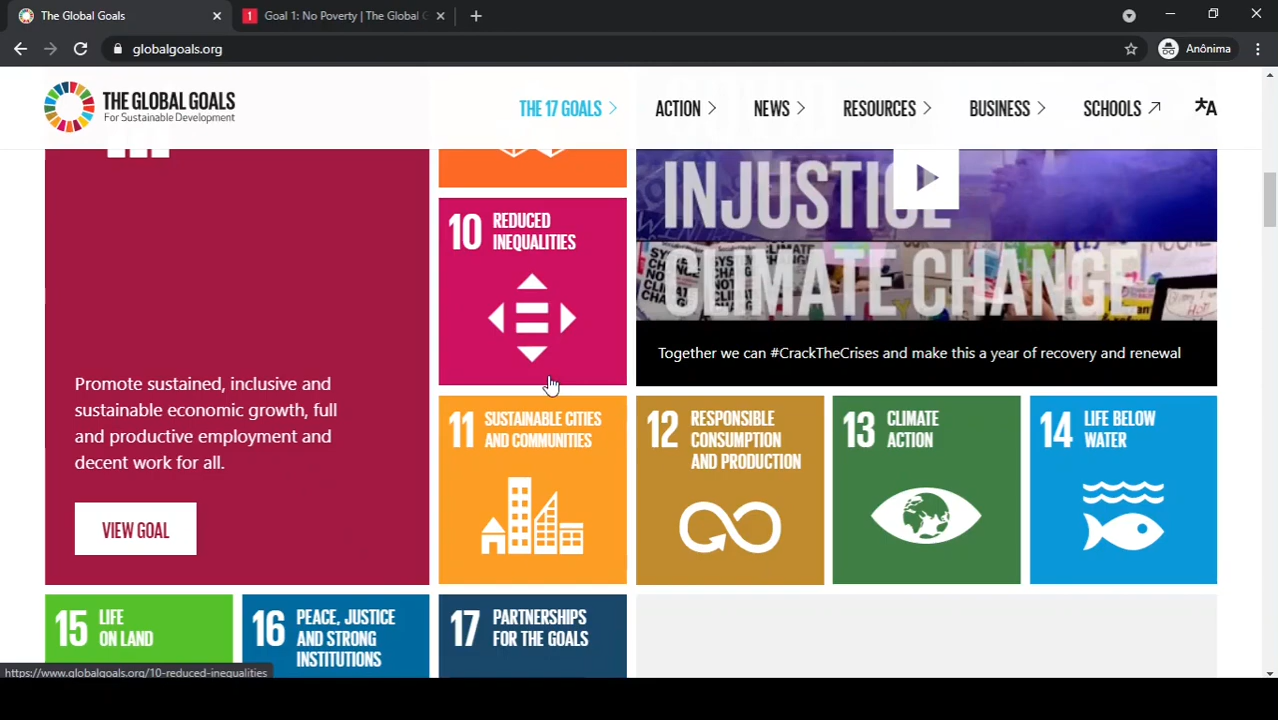 The Global Goals
Goal 1: No Poverty | The Global G
globalgoals.org
Anônima
THE GLOBAL GOALS
For Sustainable Development
THE 17 GOALS
ACTION
NEWS
RESOURCES
BUSINESS
SCHOOLS
Promote sustained, inclusive and
sustainable economic growth, full
and productive employment and
decent work for all.
VIEW GOAL
10 REDUCED
INEQUALITIES
INJUSTICE
CLIMATE CHANGE
Together we can #CrackTheCrises and make this a year of recovery and renewal
11 SUSTAINABLE CITIES
AND COMMUNITIES
12 RESPONSIBLE
CONSUMPTION
AND PRODUCTION
13 CLIMATE
ACTION
14 LIFE BELOW
WATER
15 LIFE
ON LAND
16 PEACE, JUSTICE
AND STRONG
INSTITUTIONS
17 PARTNERSHIPS
FOR THE GOALS
https://www.globalgoals.org/10-reduced-inequalities